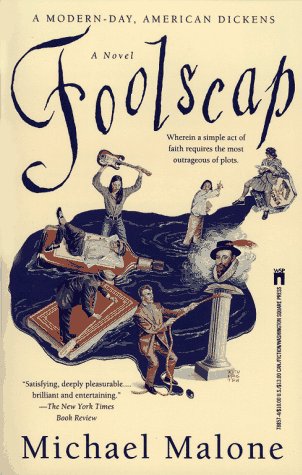 A MODERN-DAY, AMERICAN DICKENS
A Novel
Foolscap
Wherein a simple act of
faith requires the most
outrageous of plots.
WSP
"Satisfying, deeply pleasurable....
brilliant and entertaining."
—The New York Times
Book Review
Michael Malone